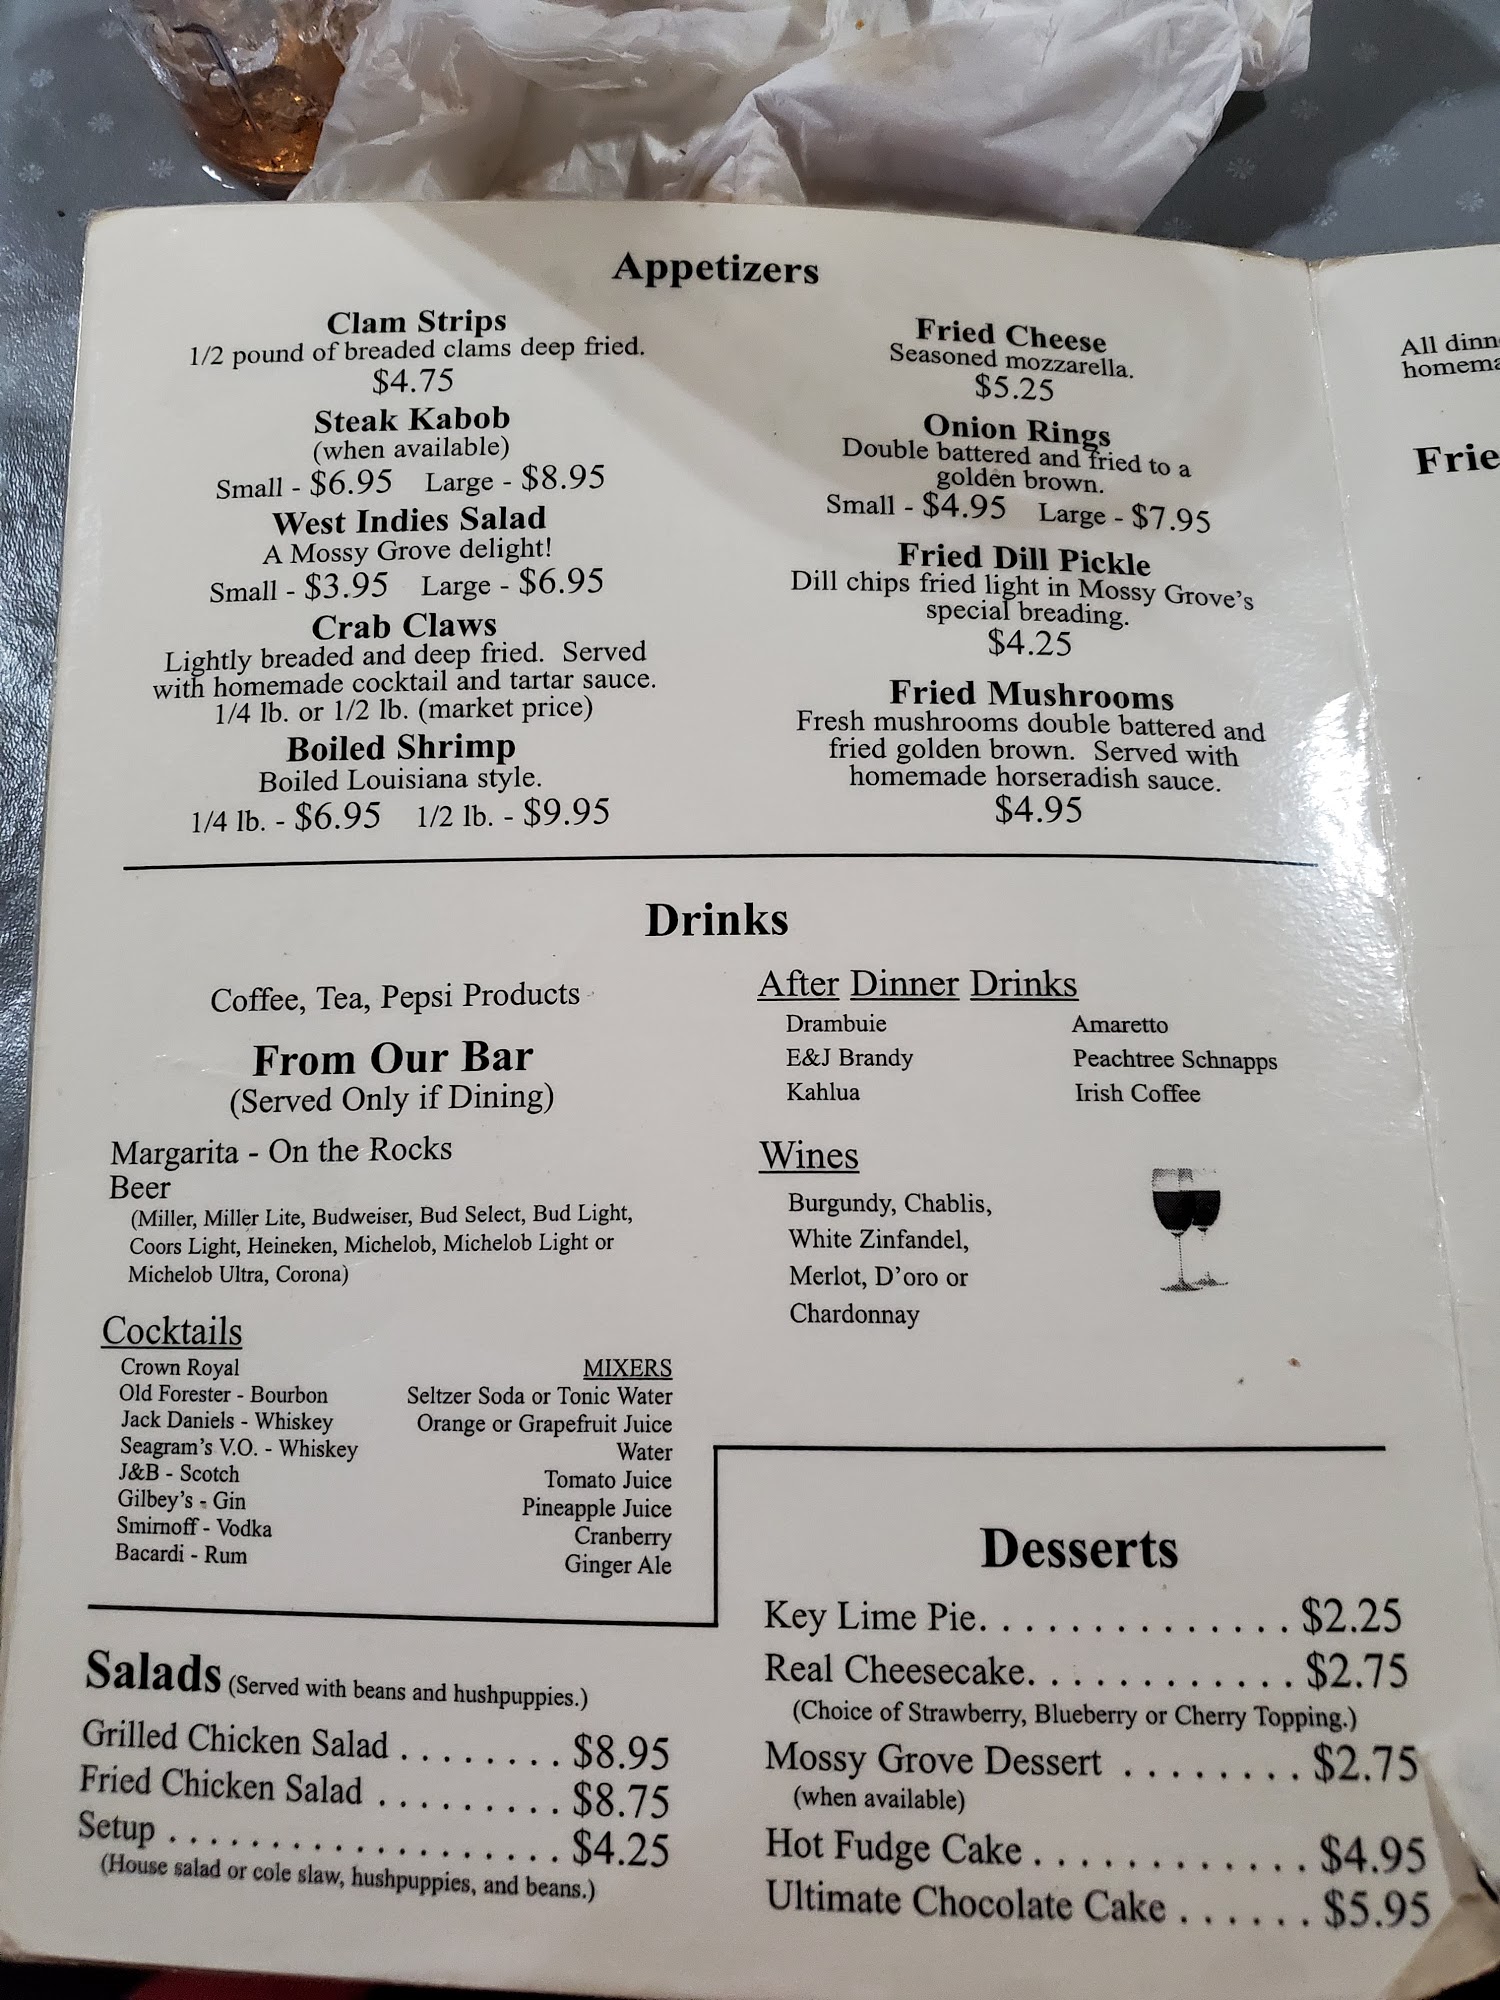 Appetizers
Clam Strips
1/2 pound of breaded clams deep fried.
$4.75
Steak Kabob
(when available)
Small - $6.95 Large - $8.95
West Indies Salad
A Mossy Grove delight!
Small - $3.95 Large - $6.95
Crab Claws
Lightly breaded and deep fried. Served
with homemade cocktail and tartar sauce.
1/4 lb. or 1/2 lb. (market price)
Boiled Shrimp
Boiled Louisiana style.
1/4 lb. - $6.95 1/2 lb. - $9.95
Fried Cheese
Seasoned mozzarella.
$5.25
Onion Rings
Double battered and fried to a
golden brown.
Small - $4.95 Large - $7.95
Fried Dill Pickle
Dill chips fried light in Mossy Grove's
special breading.
$4.25
Fried Mushrooms
Fresh mushrooms double battered and
fried golden brown. Served with
homemade horseradish sauce.
$4.95
Drinks
Coffee, Tea, Pepsi Products
From Our Bar
(Served Only if Dining)
Margarita - On the Rocks
Beer
(Miller, Miller Lite, Budweiser, Bud Select, Bud Light,
Coors Light, Heineken, Michelob, Michelob Light or
Michelob Ultra, Corona)
Cocktails
Crown Royal
Old Forester - Bourbon
Jack Daniels - Whiskey
Seagram's V.O. - Whiskey
J&B - Scotch
Gilbey's - Gin
Smirnoff - Vodka
Bacardi - Rum
MIXERS
Seltzer Soda or Tonic Water
Orange or Grapefruit Juice
Water
Tomato Juice
Pineapple Juice
Cranberry
Ginger Ale
After Dinner Drinks
Drambuie
E&J Brandy
Kahlua
Amaretto
Peachtree Schnapps
Irish Coffee
Wines
Burgundy, Chablis,
White Zinfandel,
Merlot, D'oro or
Chardonnay
Salads (Served with beans and hushpuppies.)
Grilled Chicken Salad . . . . . . . . $8.95
Fried Chicken Salad . . . . . . . . . $8.75
Setup . . . . . . . . . . . . . . . . . . $4.25
(House salad or cole slaw, hushpuppies, and beans.)
Desserts
Key Lime Pie. . . . . . . . . . . . . . . $2.25
Real Cheesecake. . . . . . . . . . . . . $2.75
(Choice of Strawberry, Blueberry or Cherry Topping.)
Mossy Grove Dessert . . . . . . . . $2.75
(when available)
Hot Fudge Cake . . . . . . . . . . . . $4.95
Ultimate Chocolate Cake . . . . . . $5.95
All dinn
homema
Frie